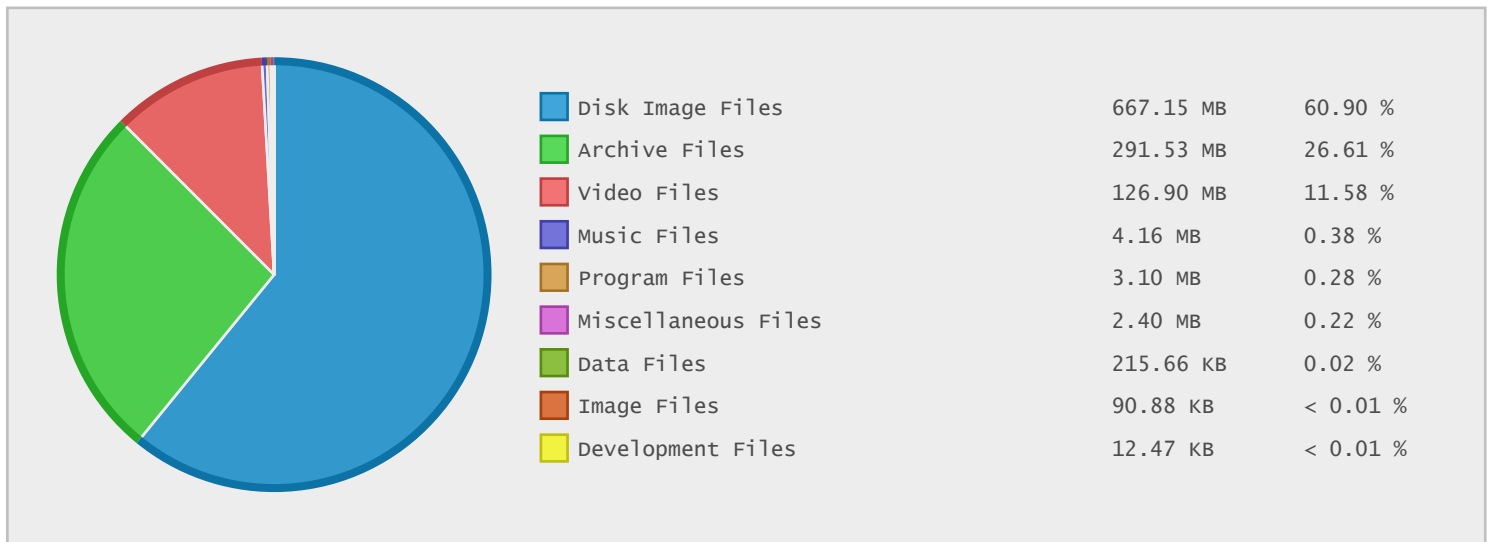 Disk Image Files 667.15 MB 60.90 %
Archive Files 291.53 MB 26.61 %
Video Files 126.90 MB 11.58 %
Music Files 4.16 MB 0.38 %
Program Files 3.10 MB 0.28 %
Miscellaneous Files 2.40 MB 0.22 %
Data Files 215.66 KB 0.02 %
Image Files 90.88 KB < 0.01 %
Development Files 12.47 KB < 0.01 %